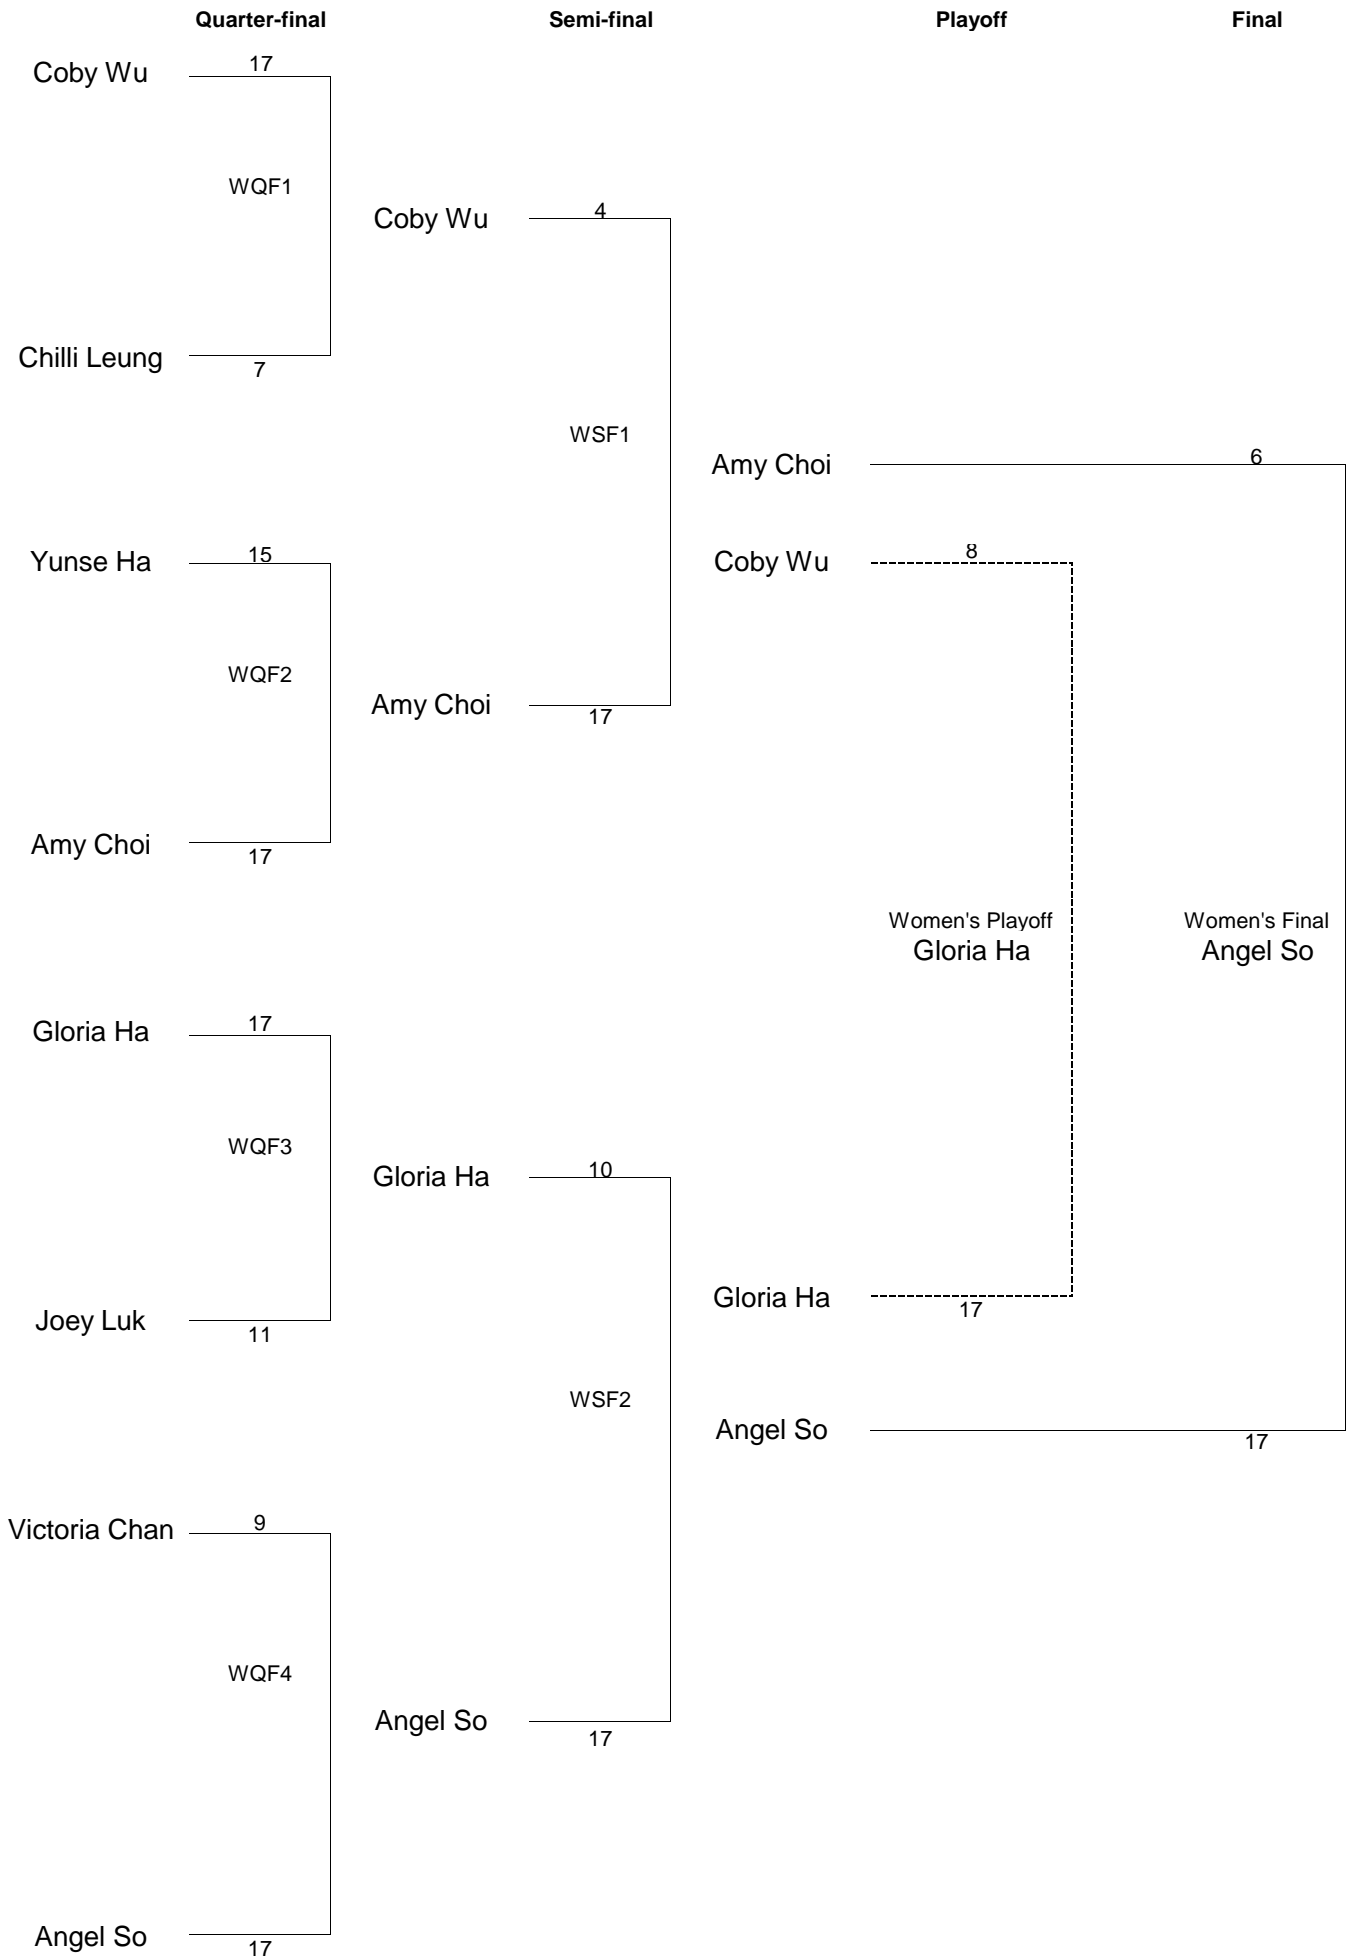 Quarter-final Semi-final Playoff Final
17
Coby Wu
WQF1
Coby Wu 4
Chilli Leung
7
WSF1
Amy Choi 6
Yunse Ha 15
Coby Wu 8
WQF2
Amy Choi
17
Amy Choi
17
Women's Playoff Women's Final
Gloria Ha Angel So
Gloria Ha 17
WQF3
Gloria Ha 10
Gloria Ha
17
Joey Luk
11
WSF2
Angel So
17
Victoria Chan 9
WQF4
Angel So
17
Angel So
17